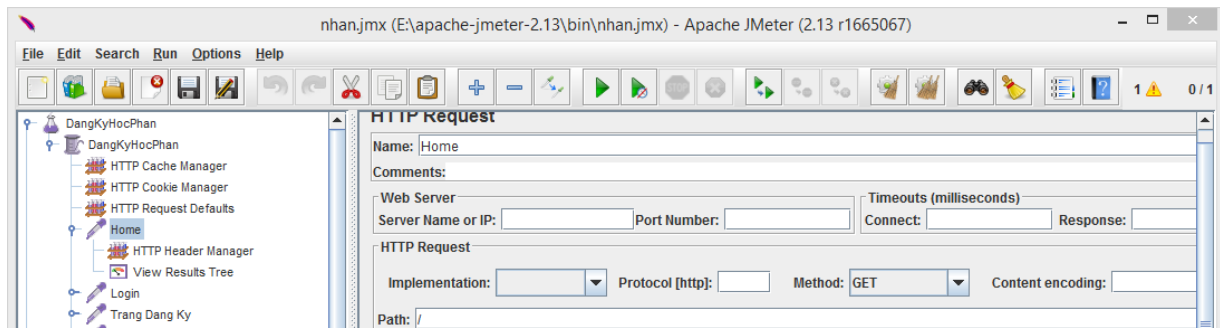 nhan.jmx (E:\apache-jmeter-2.13\bin\nhan.jmx) - Apache JMeter (2.13 r1665067)
File Edit Search Run Options Help
STOP
1 0 / 1
DangKyHocPhan
DangKyHocPhan
HTTP Cache Manager
HTTP Cookie Manager
HTTP Request Defaults
Home
HTTP Header Manager
View Results Tree
Login
Trang Dang Ky
HTTP Request
Name: Home
Comments:
Web Server Timeouts (milliseconds)
Server Name or IP: Port Number: Connect: Response:
HTTP Request
Implementation: Protocol [http]: Method: GET Content encoding:
Path: /